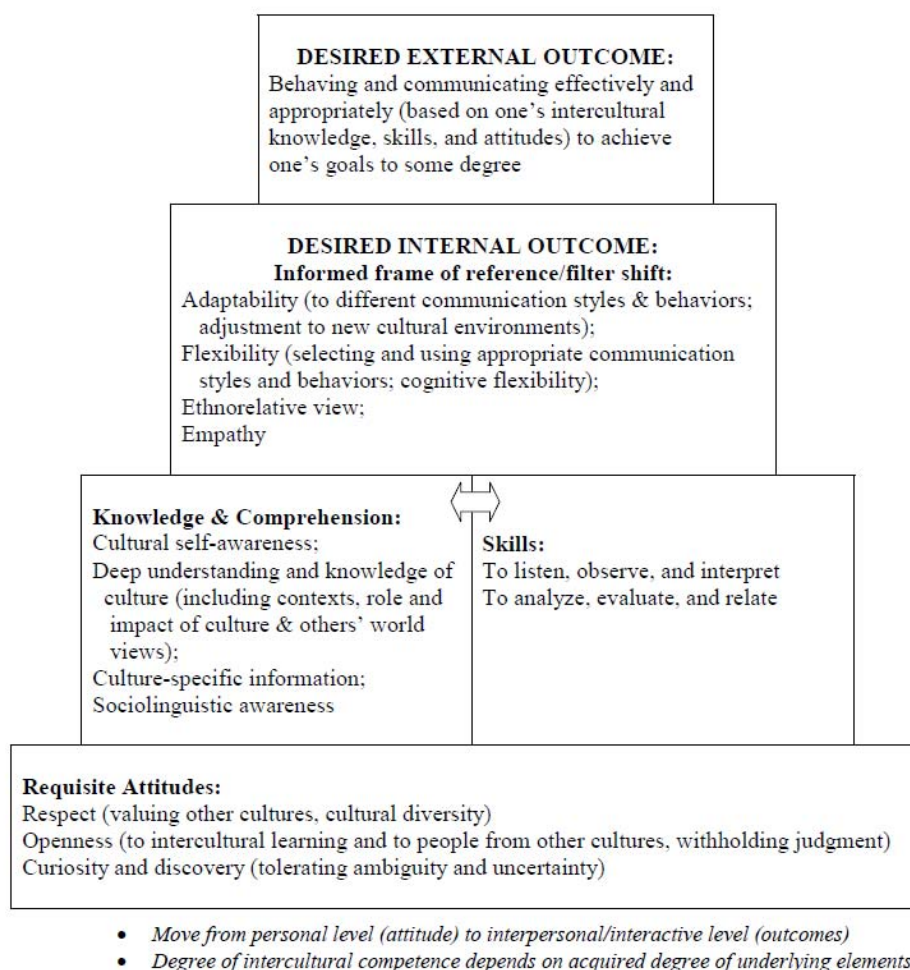 DESIRED EXTERNAL OUTCOME:
Behaving and communicating effectively and
appropriately (based on one's intercultural
knowledge, skills, and attitudes) to achieve
one's goals to some degree
DESIRED INTERNAL OUTCOME:
Informed frame of reference/filter shift:
Adaptability (to different communication styles & behaviors;
adjustment to new cultural environments);
Flexibility (selecting and using appropriate communication
styles and behaviors; cognitive flexibility);
Ethnorelative view;
Empathy
Knowledge & Comprehension:
Cultural self-awareness;
Deep understanding and knowledge of
culture (including contexts, role and
impact of culture & others' world
views);
Culture-specific information;
Sociolinguistic awareness
Skills:
To listen, observe, and interpret
To analyze, evaluate, and relate
Requisite Attitudes:
Respect (valuing other cultures, cultural diversity)
Openness (to intercultural learning and to people from other cultures, withholding judgment)
Curiosity and discovery (tolerating ambiguity and uncertainty)
• Move from personal level (attitude) to interpersonal/interactive level (outcomes)
• Degree of intercultural competence depends on acquired degree of underlying elements